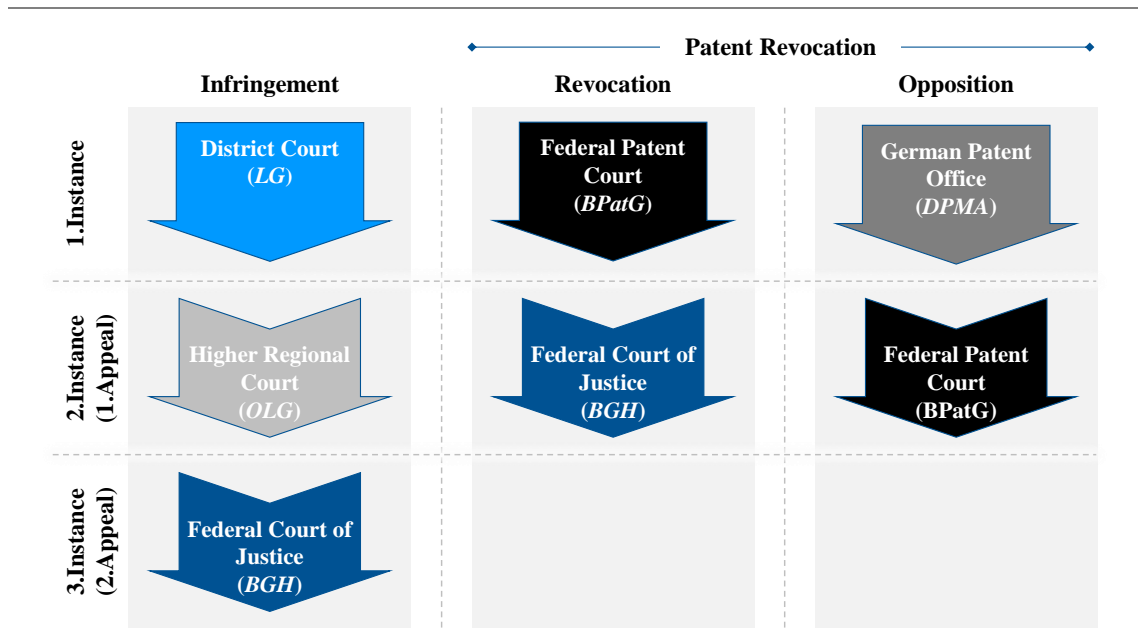 Patent Revocation
Infringement
Revocation
Opposition
1.Instance
District Court
(LG)
Federal Patent
Court
(BPatG)
German Patent
Office
(DPMA)
2.Instance
(1.Appeal)
Higher Regional
Court
(OLG)
Federal Court of
Justice
(BGH)
Federal Patent
Court
(BPatG)
3.Instance
(2.Appeal)
Federal Court of
Justice
(BGH)